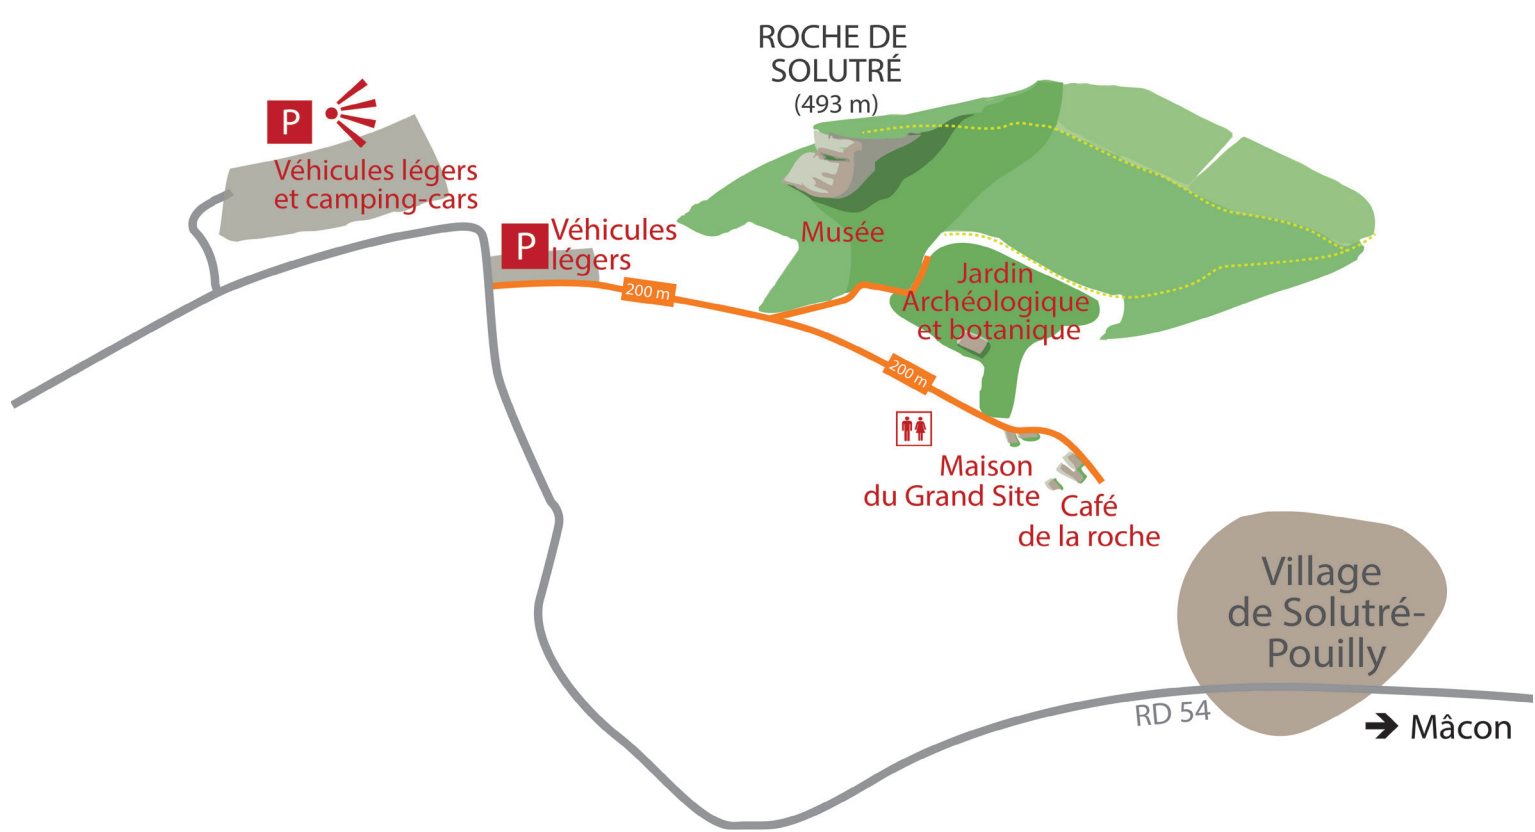 ROCHE DE
SOLUTRÉ
(493 m)
P
Véhicules légers
et camping-cars
P
Véhicules
légers
200 m
Musée
Jardin
Archéologique
et botanique
200 m
Maison
du Grand Site
Café
de la roche
Village
de Solutré-
Pouilly
RD 54
Mâcon